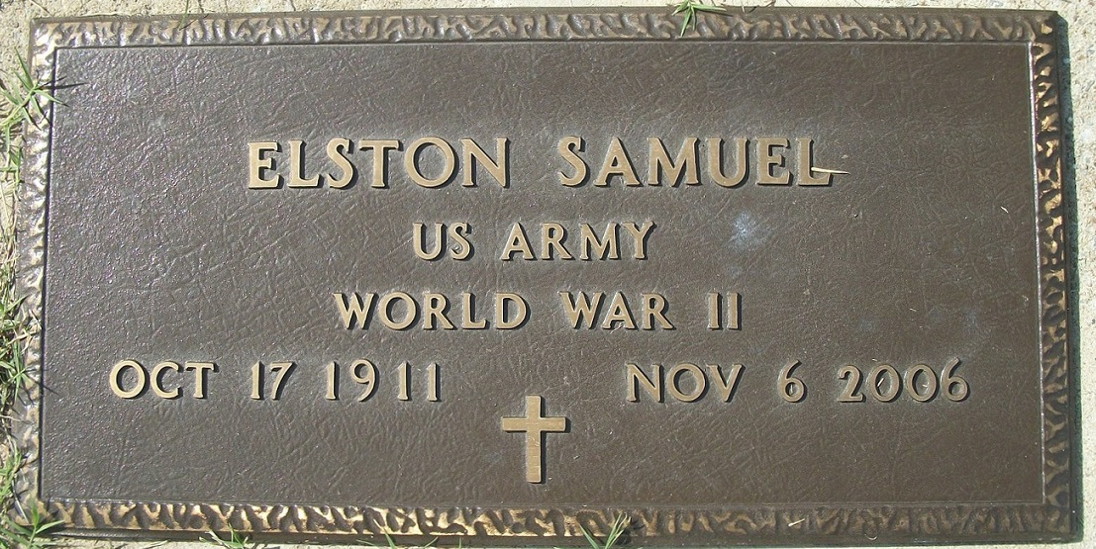 ELSTON SAMUEL
US ARMY
WORLD WAR II
OCT 17 1911 NOV 6 2006